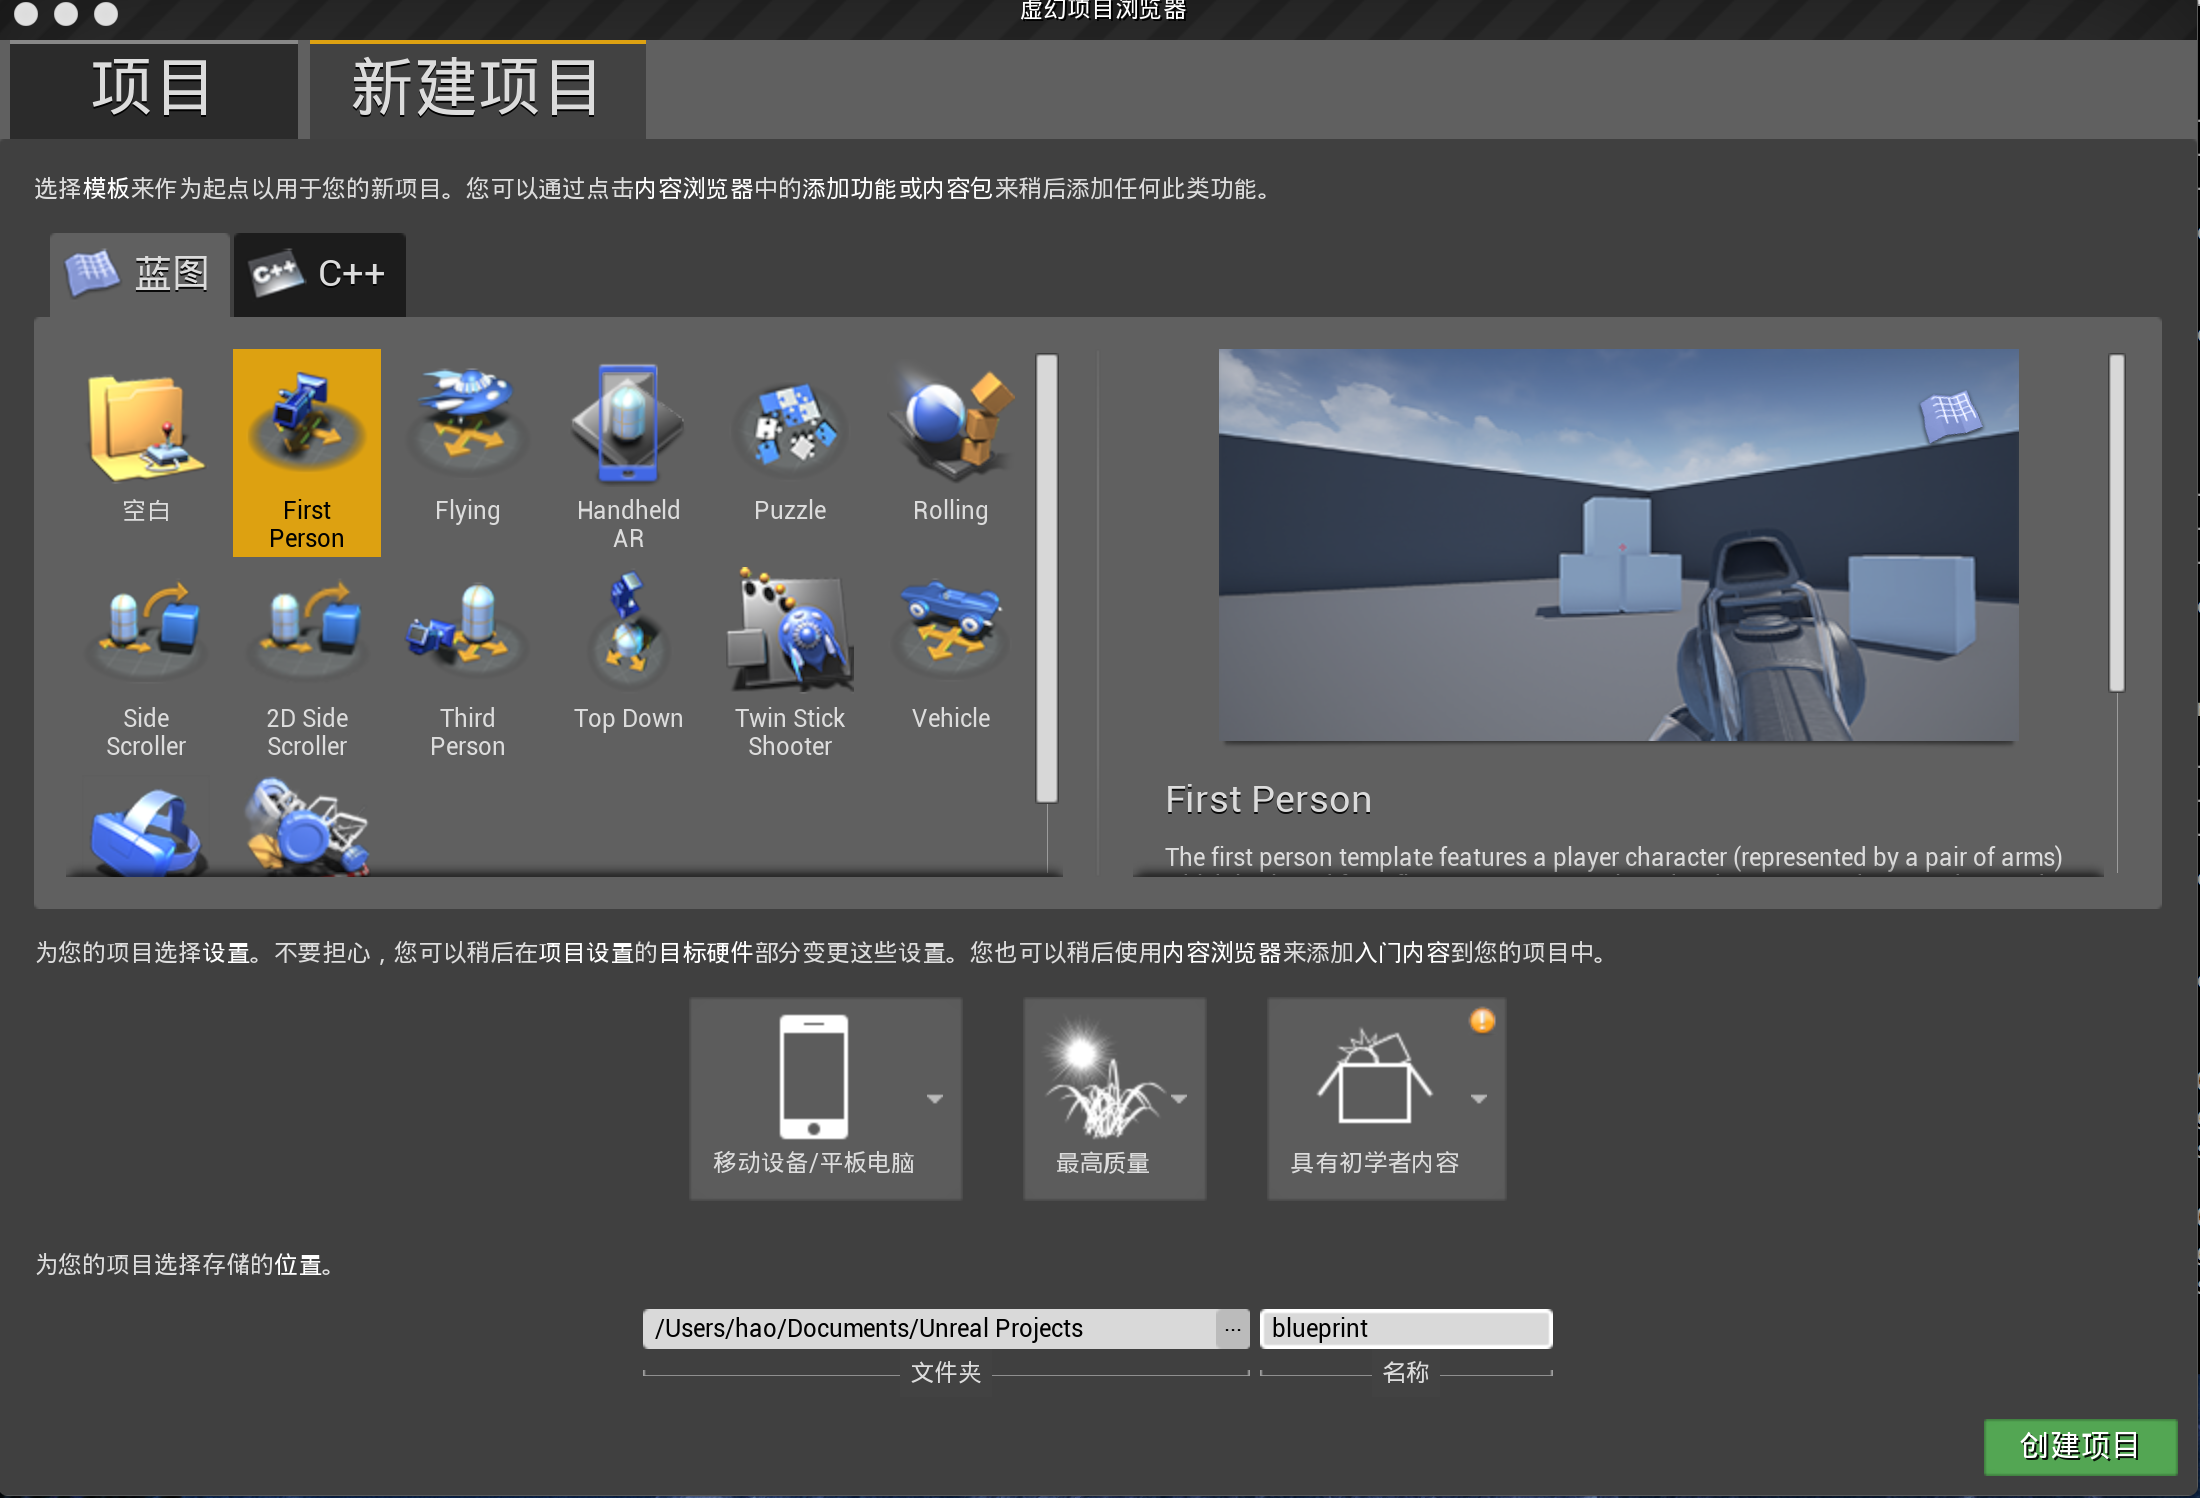 虚幻项目浏览器
项目
新建项目
选择模板来作为起点以用于您的新项目。您可以通过点击内容浏览器中的添加功能或内容包来稍后添加任何此类功能。
蓝图
C++
C++
空白
First
Person
Flying
Handheld
AR
Puzzle
Rolling
Side
Scroller
2D Side
Scroller
Third
Person
Top Down
Twin Stick
Shooter
Vehicle
First Person
The first person template features a player character (represented by a pair of arms)
为您的项目选择设置。不要担心，您可以稍后在项目设置的目标硬件部分变更这些设置。您也可以稍后使用内容浏览器来添加入门内容到您的项目中。
移动设备/平板电脑
最高质量
具有初学者内容
为您的项目选择存储的位置。
/Users/hao/Documents/Unreal Projects
...
blueprint
文件夹
名称
创建项目